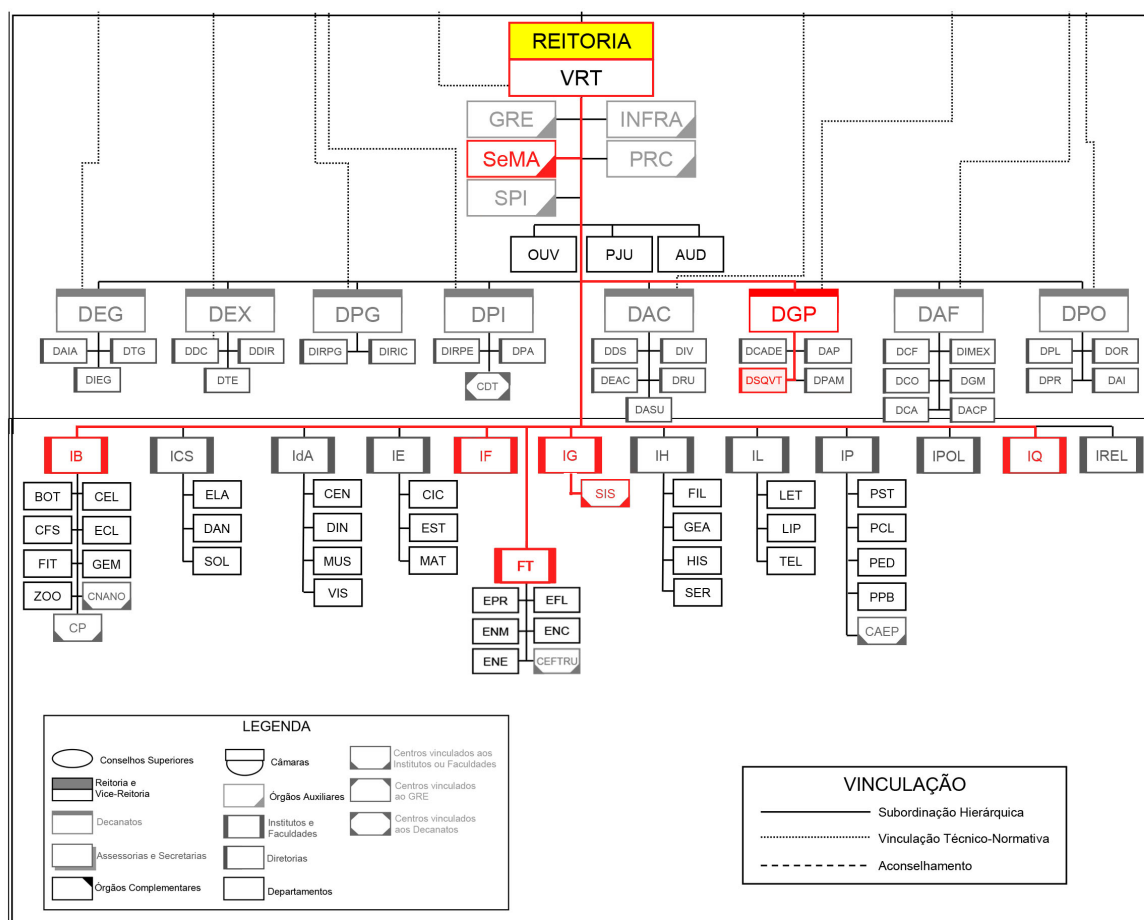 REITORIA
VRT
GRE INFRA
SeMA PRC
SPI
OUV PJU AUD
DEG DEX DPG DPI DAC DGP DAF DPO
DAIA DTG DDC DDIR DIRPG DIRIC DIRPE DPA DDS DIV DCADE DAP DCF DIMEX DPL DOR
DIEG DTE CDT DEAC DRU DSQVT DPAM DCO DGM DPR DAI
DASU DCA DACP
IB ICS IdA IE IF IG IH IL IP IPOL IQ IREL
BOT CEL ELA CEN CIC SIS FIL LET PST
CFS ECL DAN DIN EST GEA LIP PCL
FIT GEM SOL MUS MAT FT HIS TEL PED
ZOO CNANO VIS EPR EFL SER PPB
CP ENM ENC CAEP
ENE CEFTRU
LEGENDA
Conselhos Superiores
Reitoria e
Vice-Reitoria
Decanatos
Assessorias e Secretarias
Órgãos Complementares
Câmaras
Órgãos Auxiliares
Institutos e
Faculdades
Diretorias
Departamentos
Centros vinculados aos
Institutos ou Faculdades
Centros vinculados
ao GRE
Centros vinculados
aos Decanatos
VINCULAÇÃO
Subordinação Hierárquica
Vinculação Técnico-Normativa
Aconselhamento